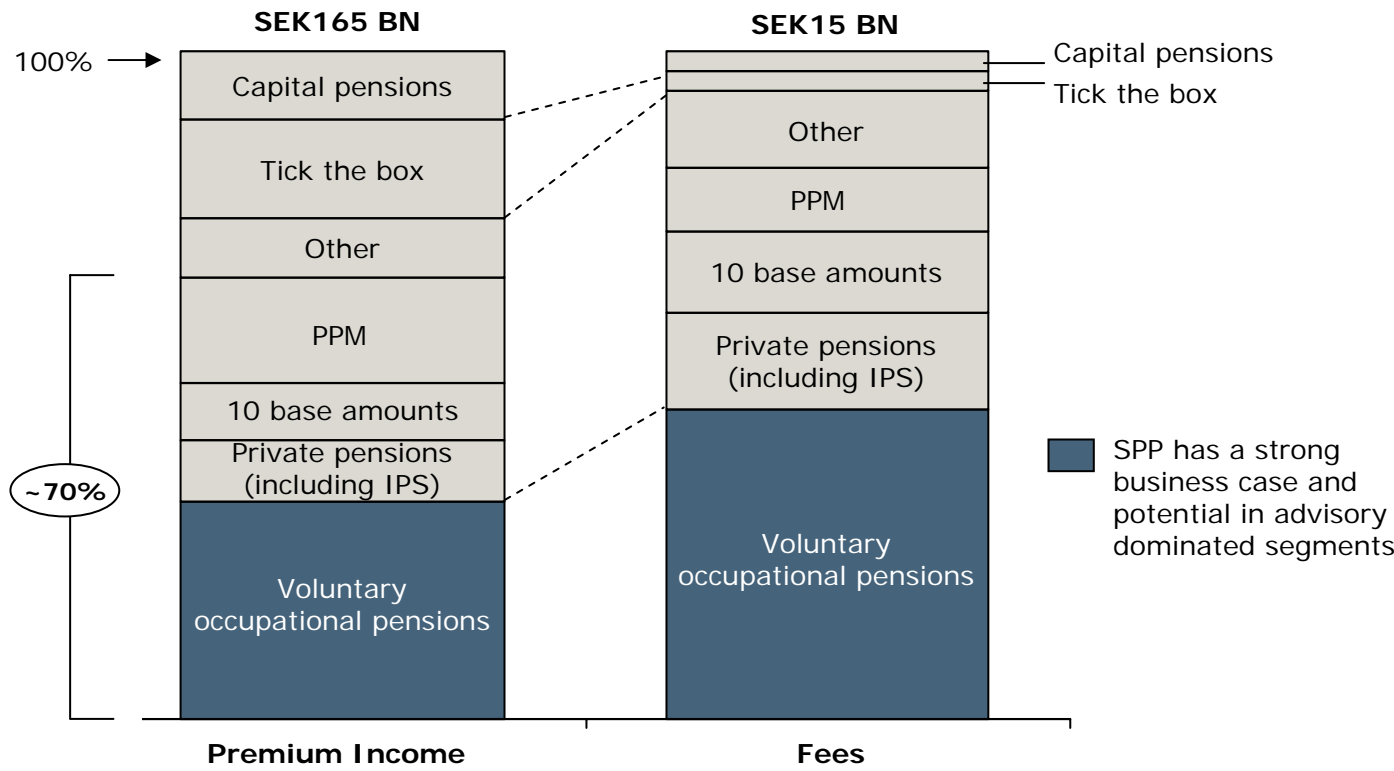 SEK165 BN
SEK15 BN
100%
Capital pensions
Tick the box
Other
PPM
10 base amounts
Private pensions
(including IPS)
Voluntary
occupational pensions
~70%
Capital pensions
Tick the box
Other
PPM
10 base amounts
Private pensions
(including IPS)
Voluntary
occupational pensions
SPP has a strong
business case and
potential in advisory
dominated segments
Premium Income
Fees